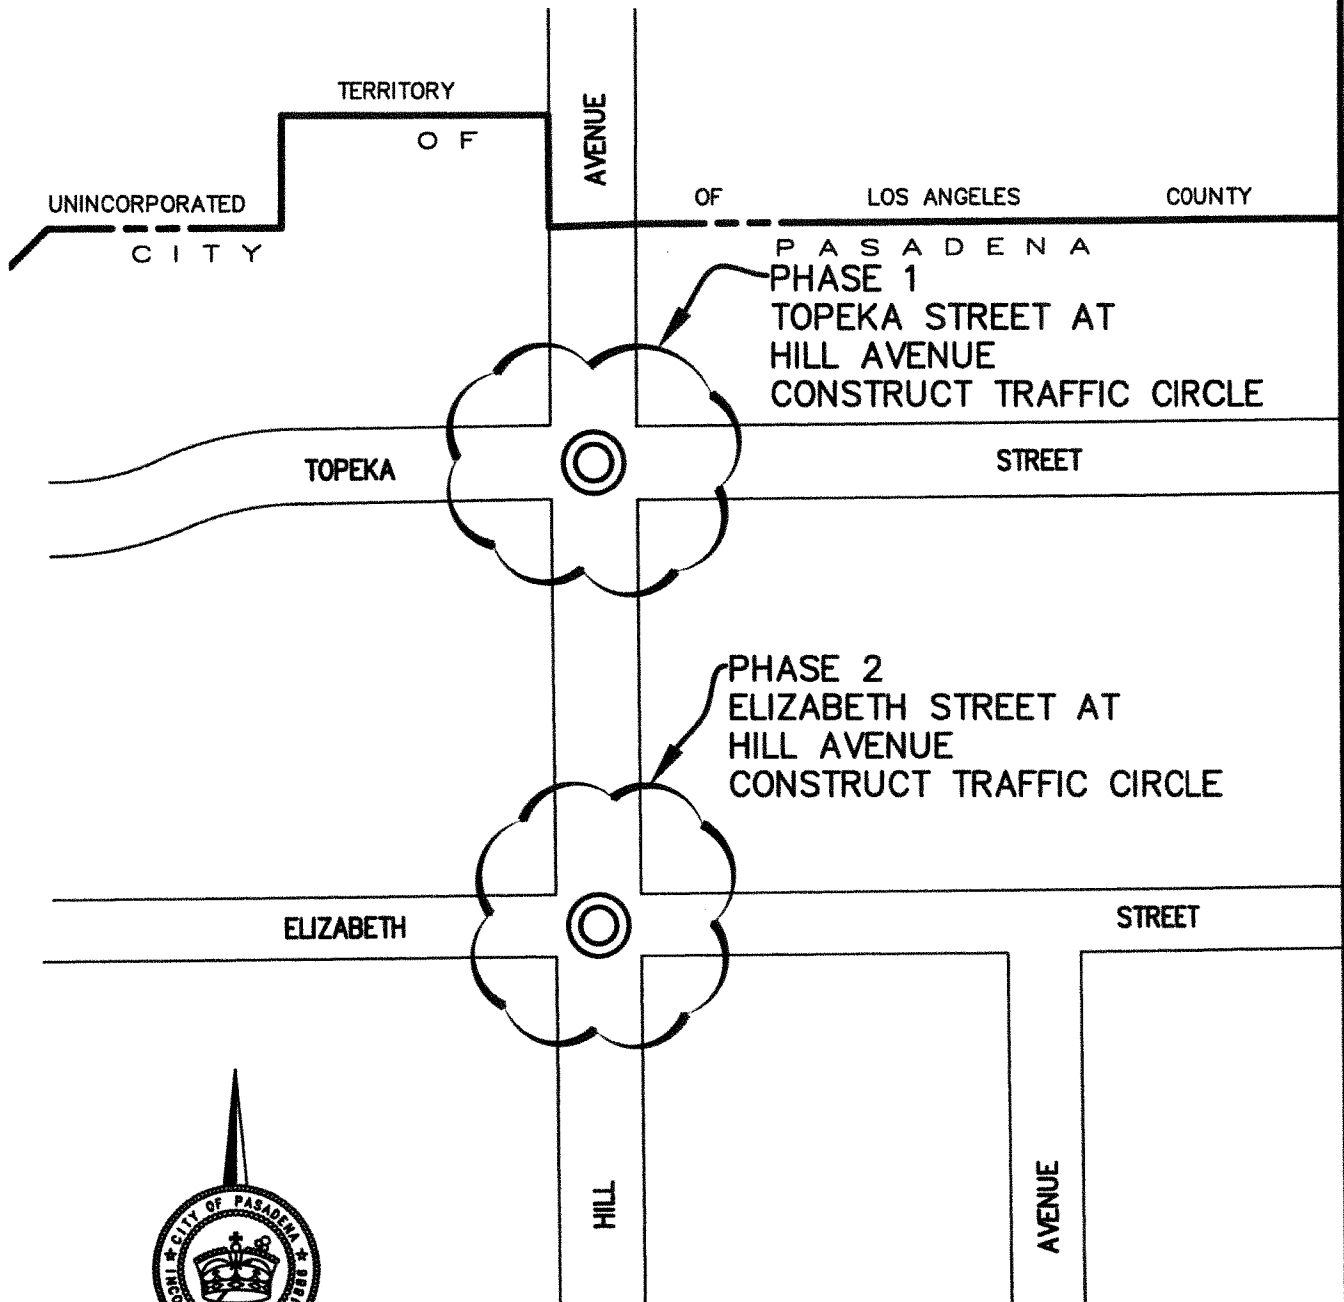 TERRITORY
O F
AVENUE
UNINCORPORATED
OF LOS ANGELES COUNTY
C I T Y
P A S A D E N A
PHASE 1
TOPEKA STREET AT
HILL AVENUE
CONSTRUCT TRAFFIC CIRCLE
TOPEKA
STREET
PHASE 2
ELIZABETH STREET AT
HILL AVENUE
CONSTRUCT TRAFFIC CIRCLE
ELIZABETH
STREET
HILL
AVENUE
CITY OF PASADENA